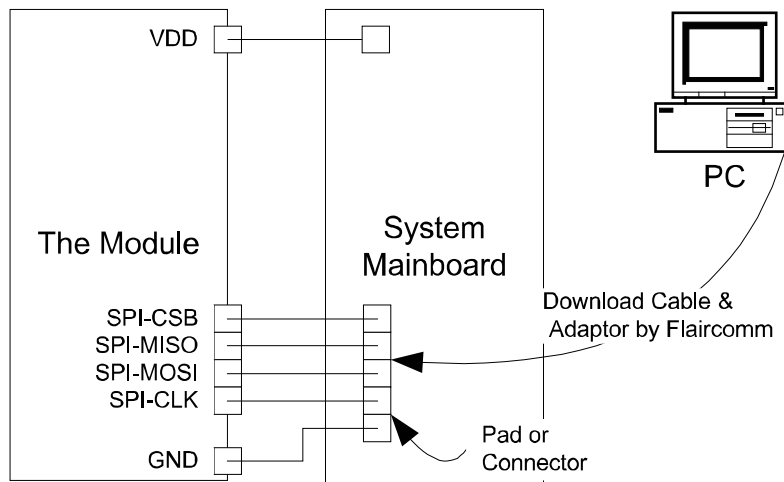 VDD
PC
The Module
System
Mainboard
Download Cable &
Adaptor by Flaircomm
SPI-CSB
SPI-MISO
SPI-MOSI
SPI-CLK
GND
Pad or
Connector